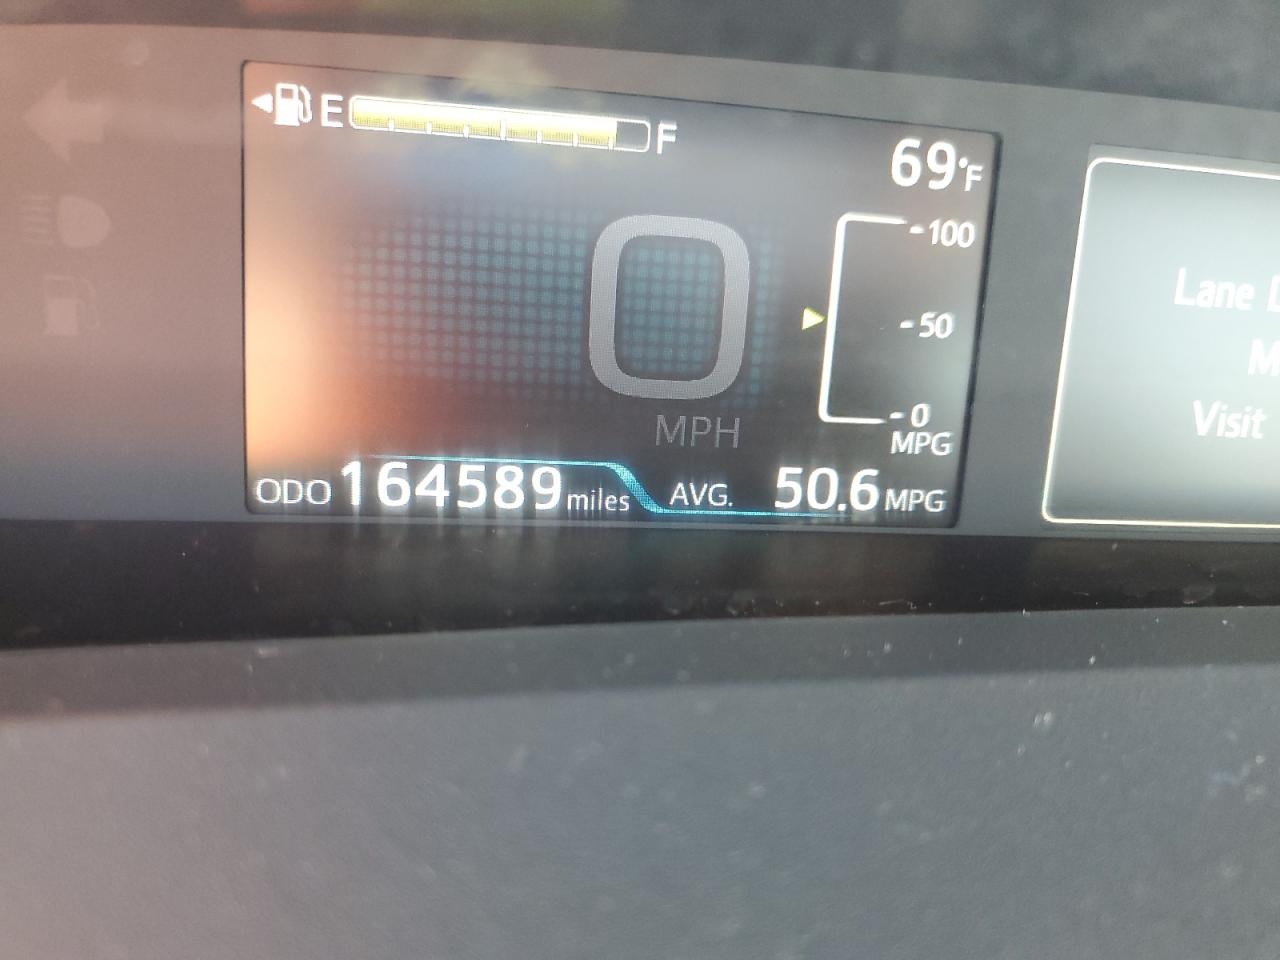 E F
69°F
100
0
50
MPH
0
MPG
ODO 164589 miles AVG. 50.6 MPG
Lane
Visit